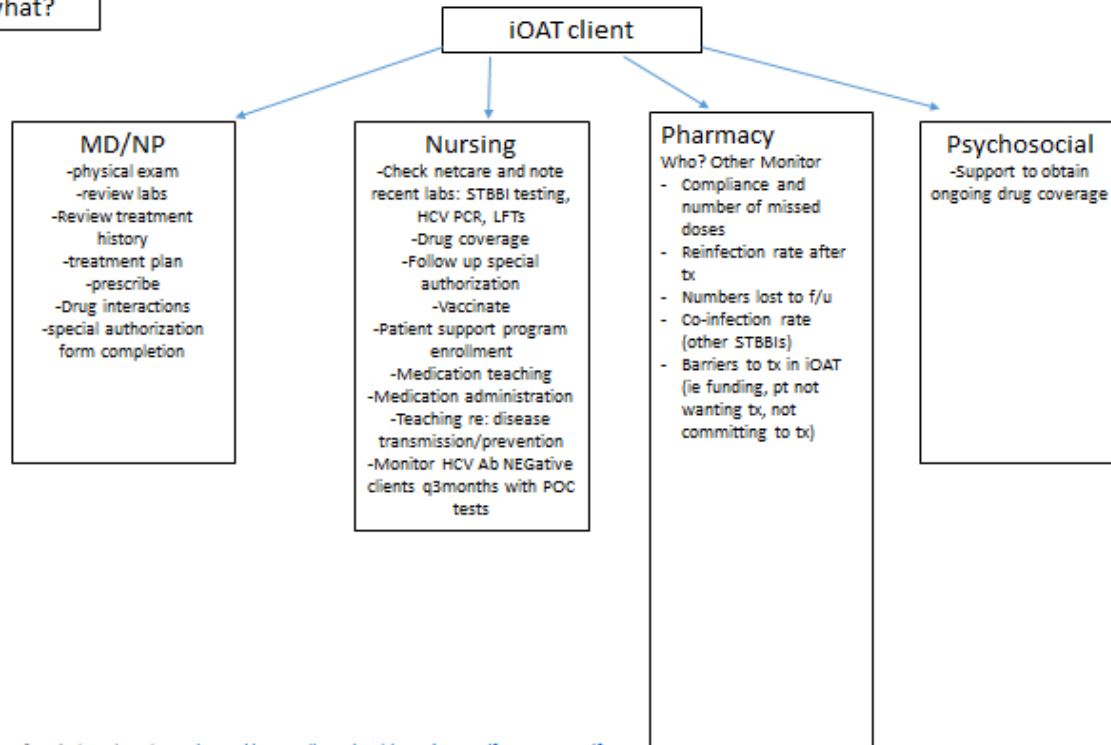 what?
iOAT client
MD/NP
-physical exam
-review labs
-Review treatment
history
-treatment plan
-prescribe
-Drug interactions
-special authorization
form completion
Nursing
-Check netcare and note
recent labs: STBBI testing,
HCV PCR, LFTs
-Drug coverage
-Follow up special
authorization
-Vaccinate
-Patient support program
enrollment
-Medication teaching
-Medication administration
-Teaching re: disease
transmission/prevention
-Monitor HCV Ab NEGative
clients q3months with POC
tests
Pharmacy
Who? Other Monitor
- Compliance and
number of missed
doses
- Reinfection rate after
tx
- Numbers lost to f/u
- Co-infection rate
(other STBBIs)
- Barriers to tx in iOAT
(ie funding, pt not
wanting tx, not
committing to tx)
Psychosocial
-Support to obtain
ongoing drug coverage